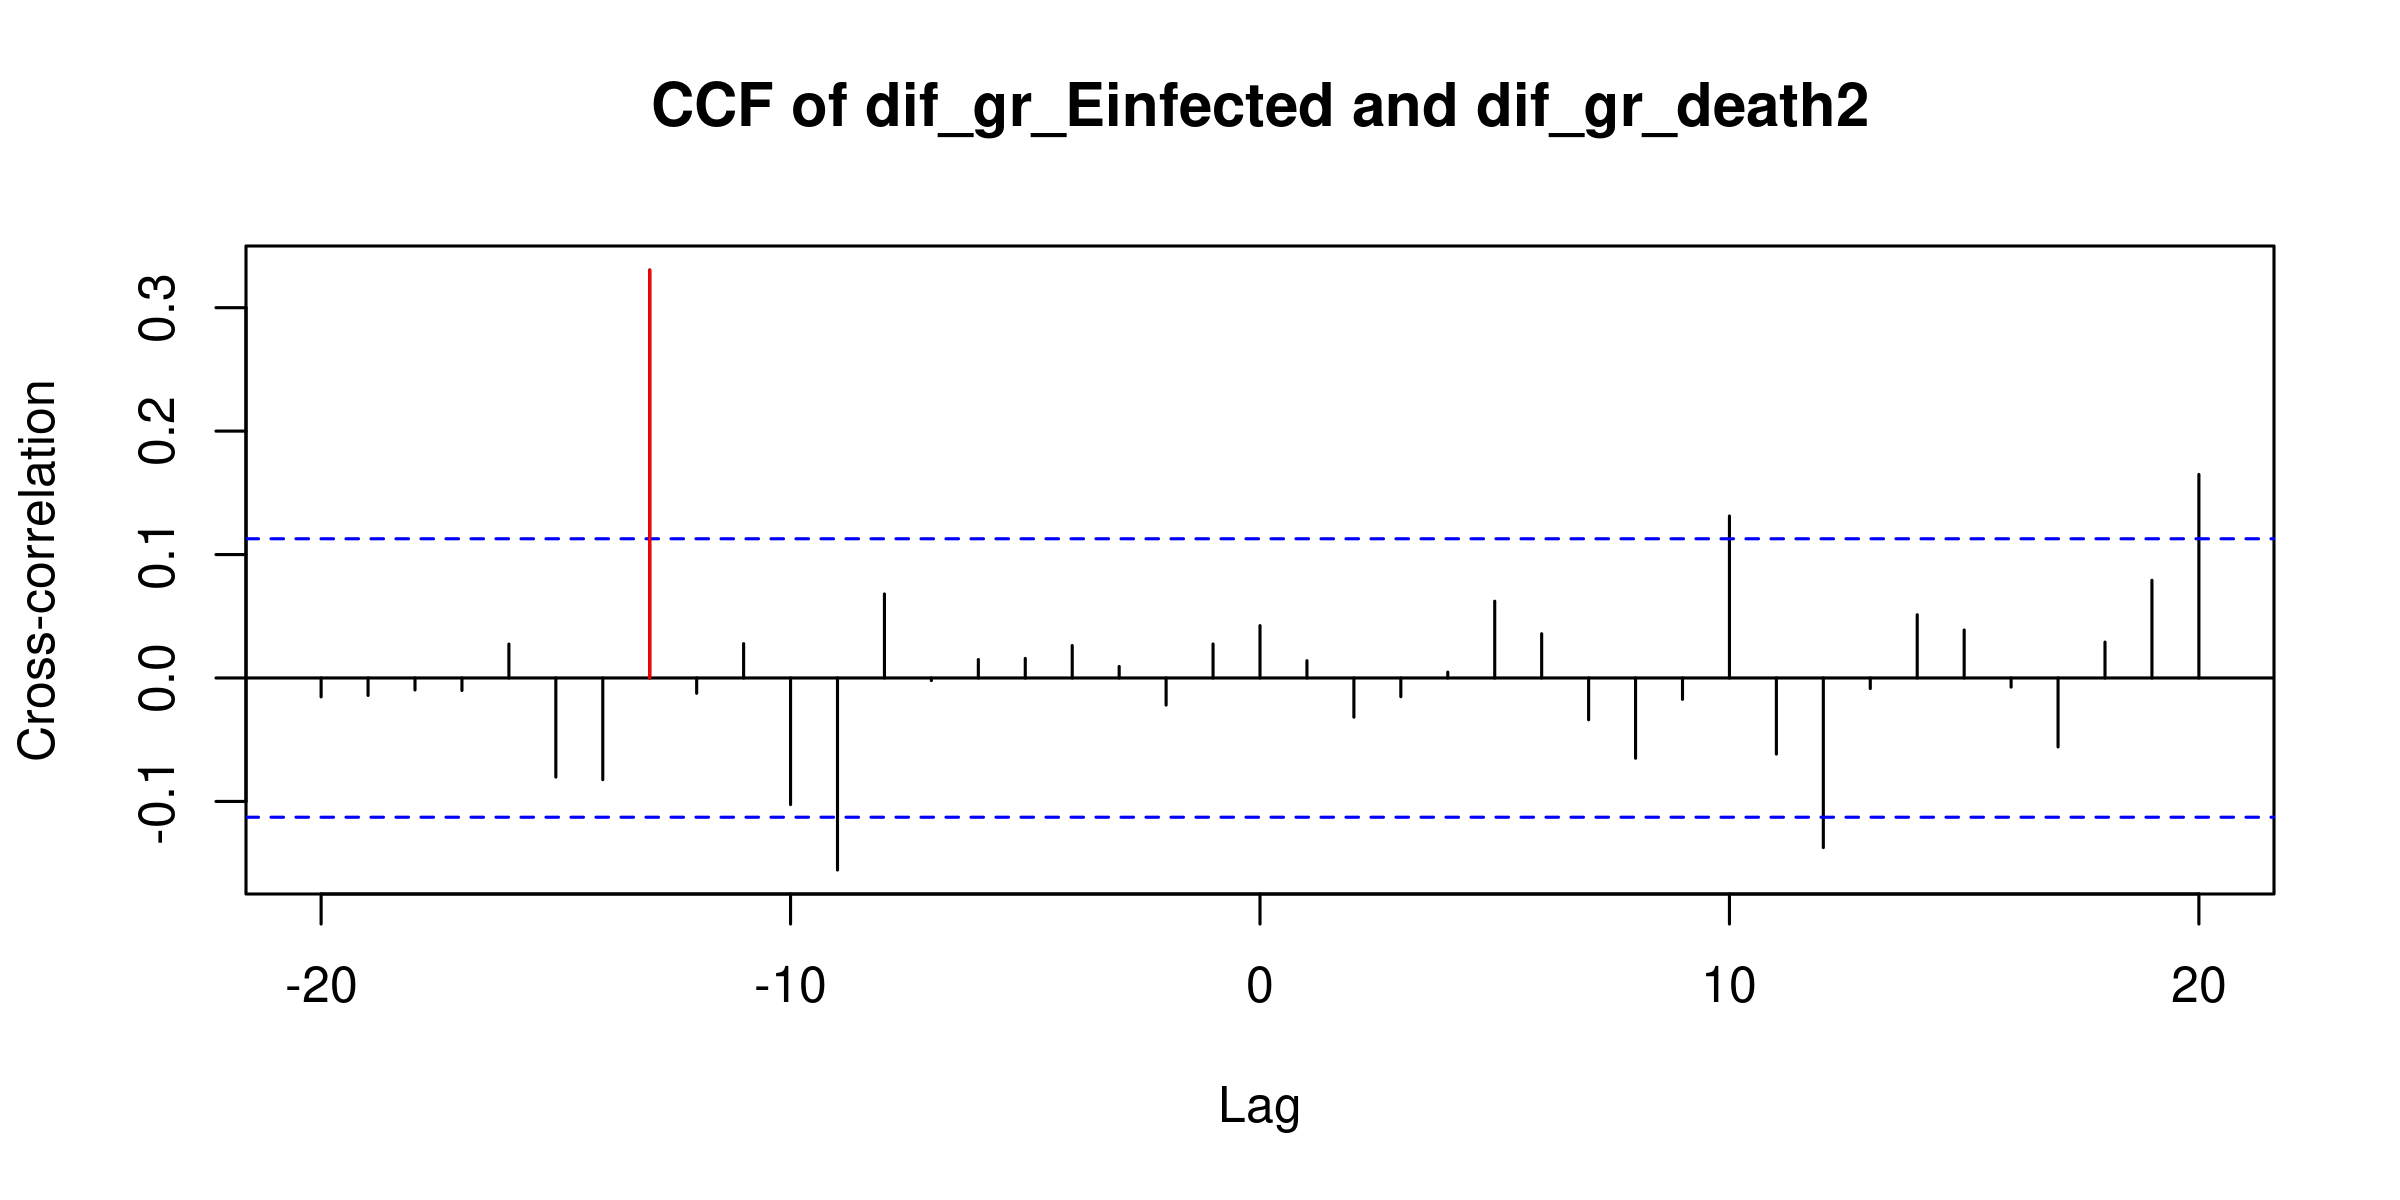 CCF of dif_gr_Einfected and dif_gr_death2
Cross-correlation
0.3
0.2
0.1
0.0
-0.1
-20 -10 0 10 20
Lag